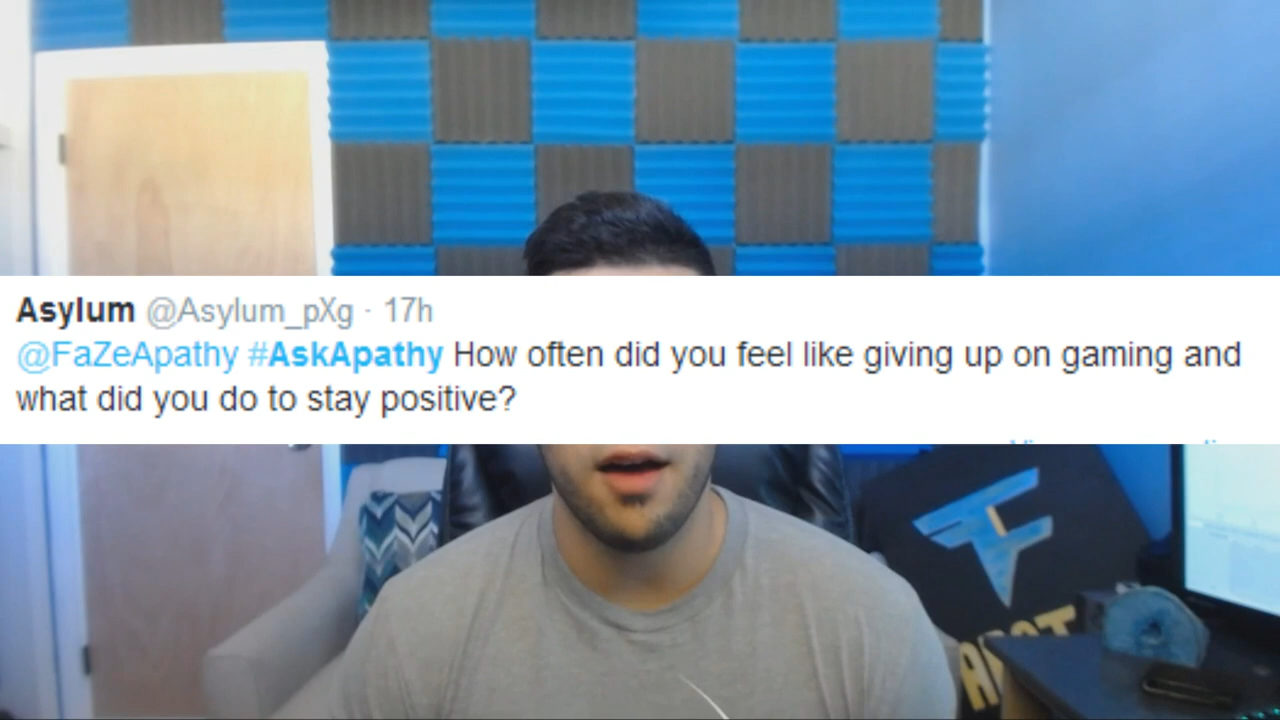 Asylum @Asylum_pXg · 17h
@FaZeApathy #AskApathy How often did you feel like giving up on gaming and
what did you do to stay positive?